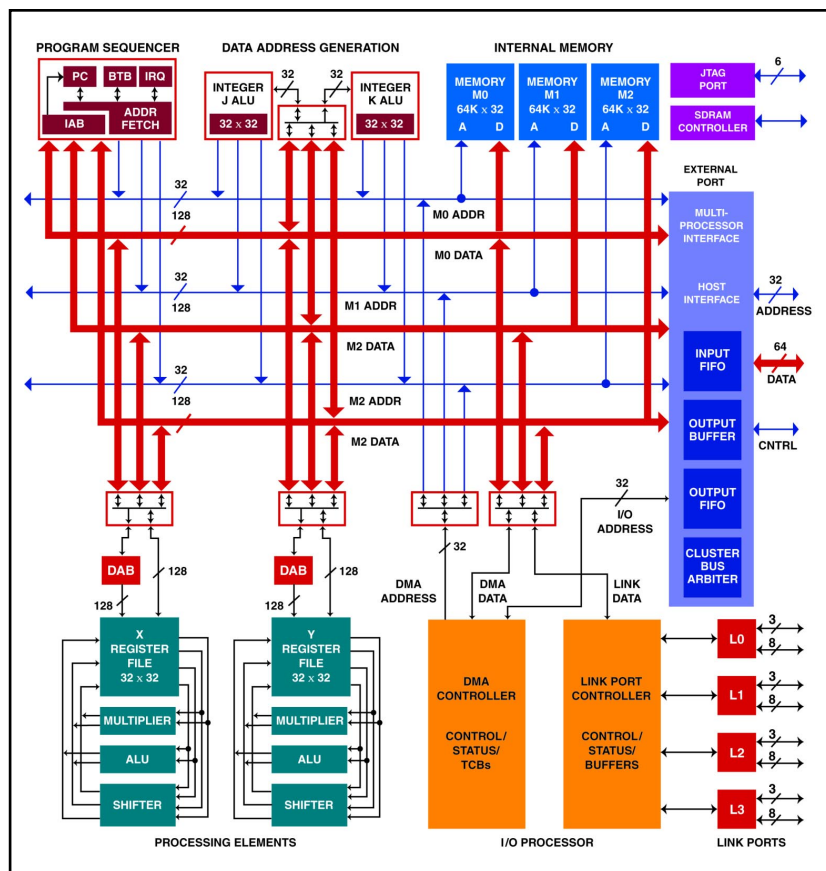 PROGRAM SEQUENCER
DATA ADDRESS GENERATION
INTERNAL MEMORY
PC
BTB
IRQ
ADDR
FETCH
IAB
INTEGER
J ALU
32 x 32
32
32
INTEGER
K ALU
32 x 32
MEMORY
M0
64K x 32
A D
MEMORY
M1
64K x 32
A D
MEMORY
M2
64K x 32
A D
JTAG
PORT
6
SDRAM
CONTROLLER
EXTERNAL
PORT
MULTI-
PROCESSOR
INTERFACE
HOST
INTERFACE
INPUT
FIFO
OUTPUT
BUFFER
OUTPUT
FIFO
CLUSTER
BUS
ARBITER
32
ADDRESS
64
DATA
CNTRL
32
128
M0 ADDR
M0 DATA
32
128
M1 ADDR
M2 DATA
32
128
M2 ADDR
M2 DATA
32
I/O
ADDRESS
32
DMA
ADDRESS
DMA
DATA
LINK
DATA
DAB
128
128
X
REGISTER
FILE
32 x 32
MULTIPLIER
ALU
SHIFTER
DAB
128
128
Y
REGISTER
FILE
32 x 32
MULTIPLIER
ALU
SHIFTER
DMA
CONTROLLER
CONTROL/
STATUS/
TCBs
LINK PORT
CONTROLLER
CONTROL/
STATUS/
BUFFERS
L0
3
8
L1
3
8
L2
3
8
L3
3
8
PROCESSING ELEMENTS
I/O PROCESSOR
LINK PORTS